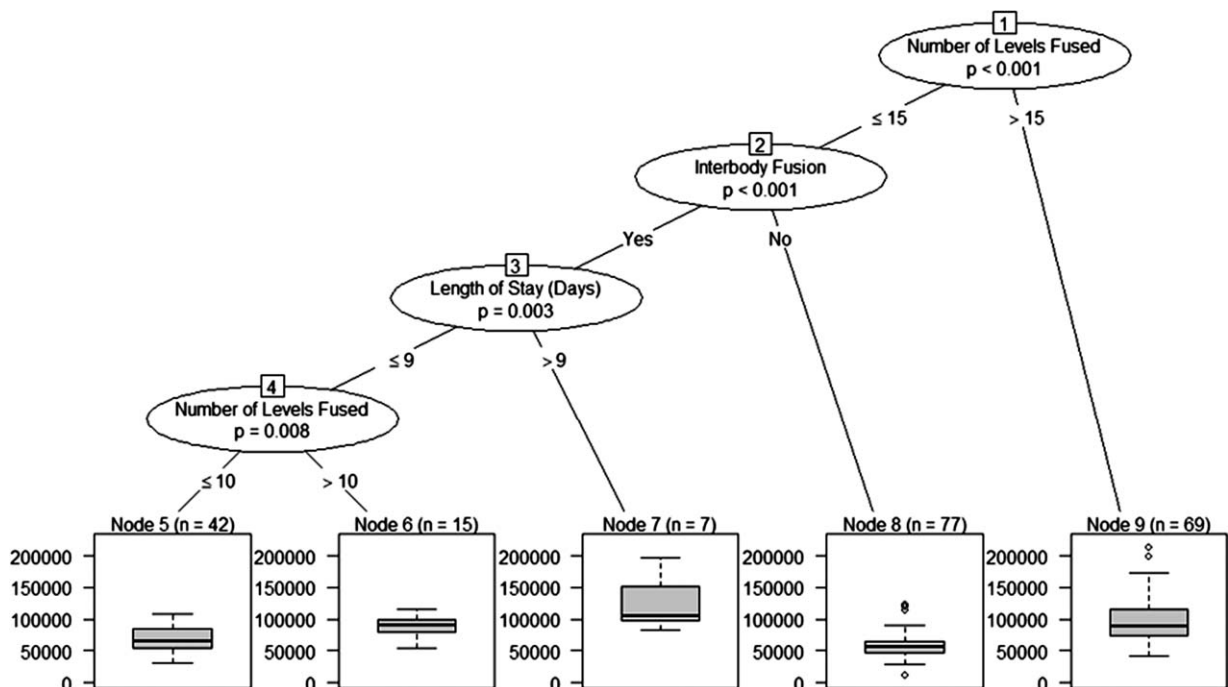 1
Number of Levels Fused
p < 0.001
≤ 15
> 15
2
Interbody Fusion
p < 0.001
Yes
No
3
Length of Stay (Days)
p = 0.003
≤ 9
> 9
4
Number of Levels Fused
p = 0.008
≤ 10
> 10
Node 5 (n = 42)
200000
150000
100000
50000
0
Node 6 (n = 15)
200000
150000
100000
50000
0
Node 7 (n = 7)
200000
150000
100000
50000
0
Node 8 (n = 77)
200000
150000
100000
50000
0
Node 9 (n = 69)
200000
150000
100000
50000
0